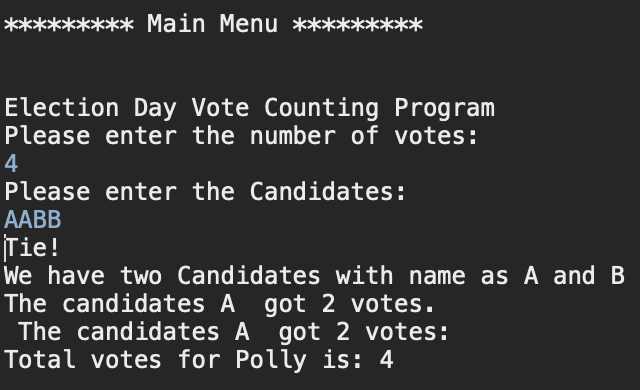 ********* Main Menu *********
Election Day Vote Counting Program
Please enter the number of votes:
4
Please enter the Candidates:
AABB
Tie!
We have two Candidates with name as A and B
The candidates A  got 2 votes.
 The candidates A  got 2 votes:
Total votes for Polly is: 4